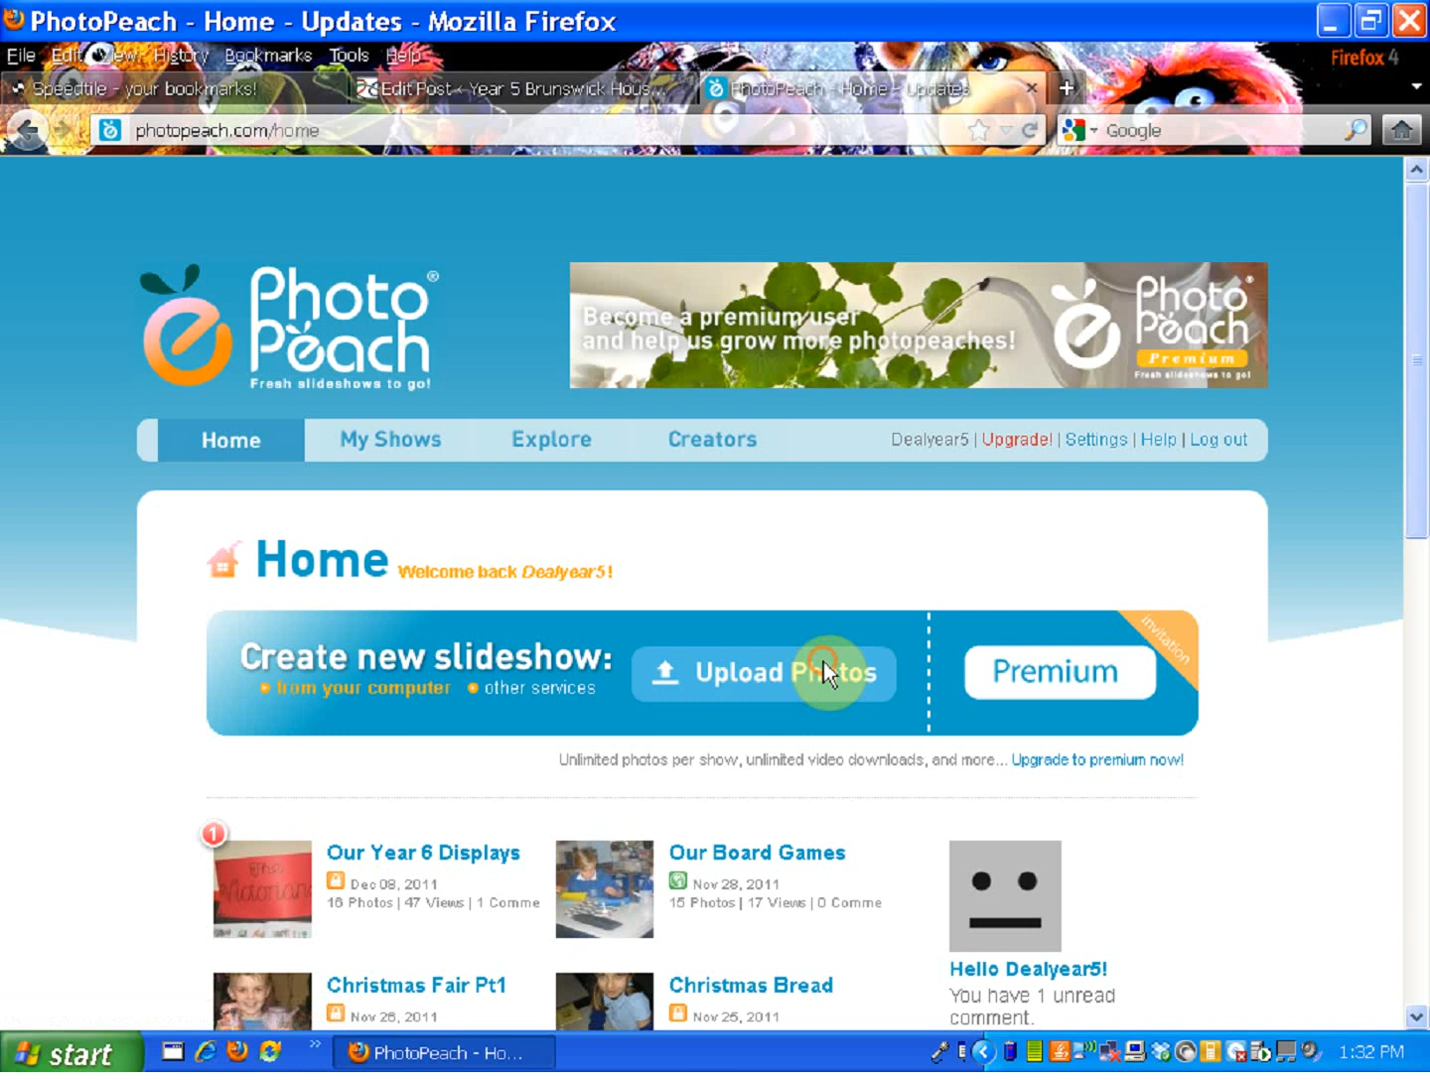 PhotoPeach - Home - Updates - Mozilla Firefox
File Edit View History Bookmarks Tools Help
Firefox 4
Speedtile - your bookmarks!
Edit Post ‹ Year 5 Brunswick Hous...
PhotoPeach - Home - Updates
photopeach.com/home
Google
Photo Peach®
Fresh slideshows to go!
Become a premium user
and help us grow more photopeaches!
Photo Peach®
Premium
Fresh slideshows to go!
Home My Shows Explore Creators
Dealyear5 | Upgrade! | Settings | Help | Log out
Home Welcome back Dealyear5!
Create new slideshow:
from your computer other services
Upload Photos
Premium
invitation
Unlimited photos per show, unlimited video downloads, and more... Upgrade to premium now!
1
The
Victorians
Our Year 6 Displays
Dec 08, 2011
16 Photos | 47 Views | 1 Comme
Our Board Games
Nov 28, 2011
15 Photos | 17 Views | 0 Comme
Christmas Fair Pt1
Nov 26, 2011
Christmas Bread
Nov 25, 2011
Hello Dealyear5!
You have 1 unread
comment.
start
PhotoPeach - Ho...
1:32 PM